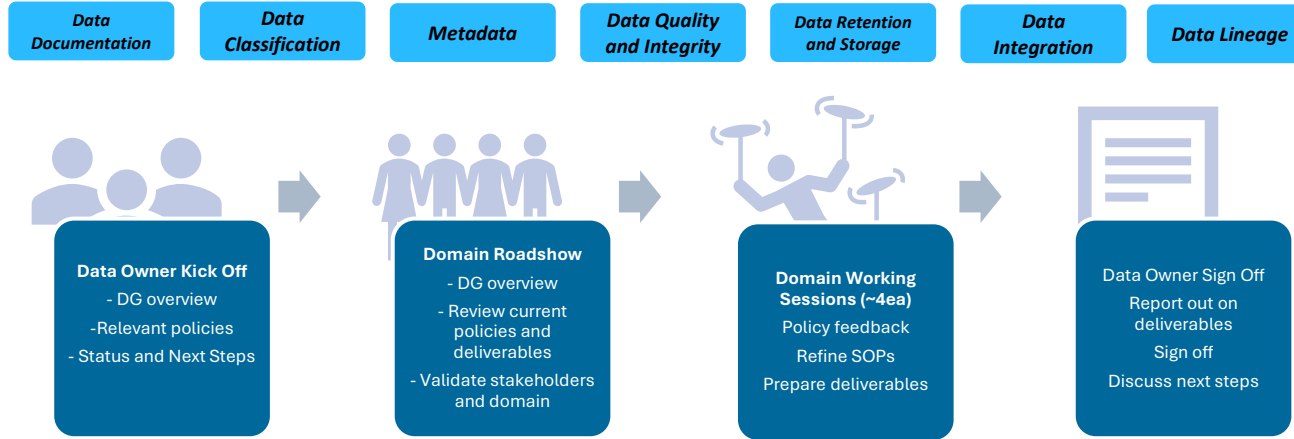 Data
Documentation
Data
Classification
Metadata
Data Quality
and Integrity
Data Retention
and Storage
Data
Integration
Data Lineage
Data Owner Kick Off
- DG overview
-Relevant policies
- Status and Next Steps
Domain Roadshow
- DG overview
- Review current
policies and
deliverables
- Validate stakeholders
and domain
Domain Working
Sessions (~4ea)
Policy feedback
Refine SOPs
Prepare deliverables
Data Owner Sign Off
Report out on
deliverables
Sign off
Discuss next steps